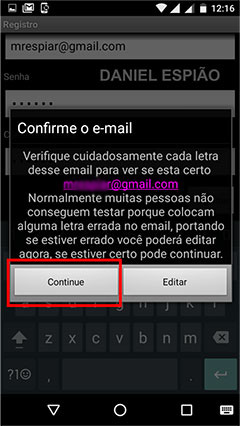 12:16
Registro
mrespiar@gmail.com
Senha
DANIEL ESPIÃO
Confirme o e-mail
Verifique cuidadosamente cada letra
desse email para ver se esta certo
mrespiar@gmail.com
Normalmente muitas pessoas não
conseguem testar porque colocam
alguma letra errada no email, portando
se estiver errado você poderá editar
agora, se estiver certo pode continuar.
Continue
Editar
z x c v b n m
?1☺ , .